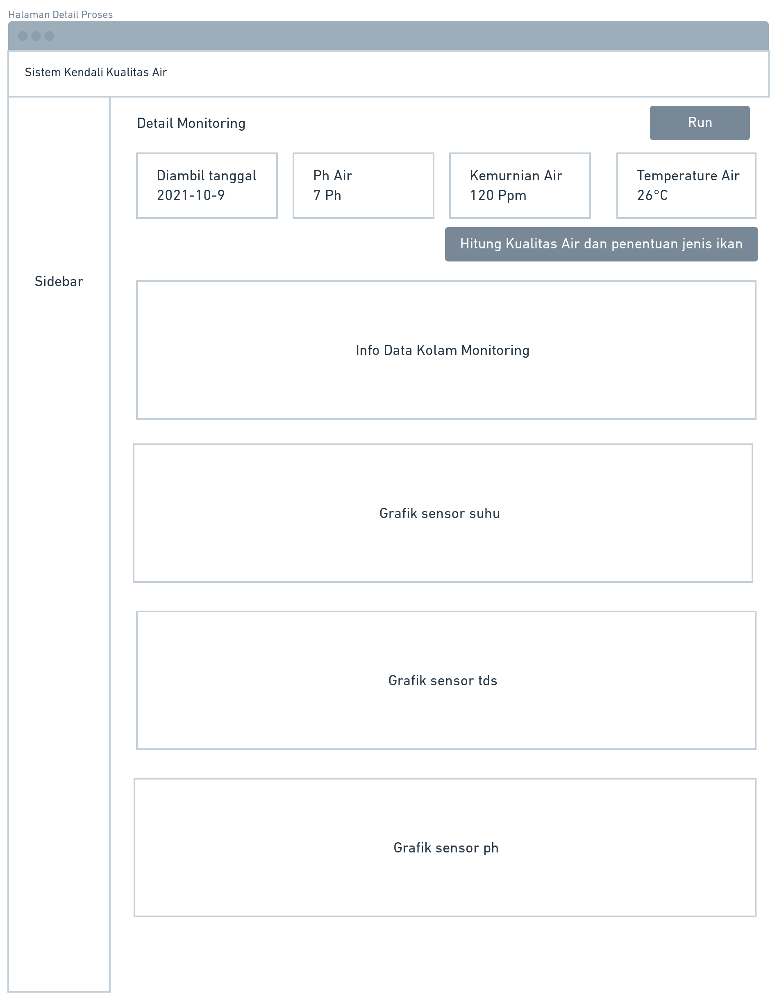 Halaman Detail Proses
Sistem Kendali Kualitas Air
Sidebar
Detail Monitoring
Run
Diambil tanggal
2021-10-9
Ph Air
7 Ph
Kemurnian Air
120 Ppm
Temperature Air
26°C
Hitung Kualitas Air dan penentuan jenis ikan
Info Data Kolam Monitoring
Grafik sensor suhu
Grafik sensor tds
Grafik sensor ph